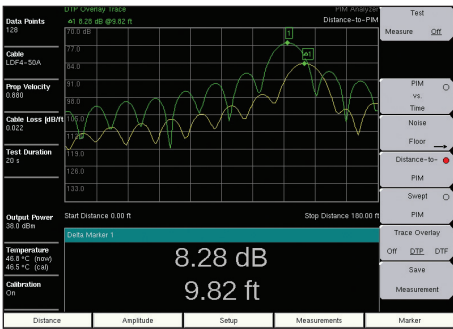 DTP Overlay Trace
PIM Analyzer
Data Points
128
Δ1 8.28 dB @9.82 ft
Distance-to-PIM
70.0 dB
77.0
84.0
91.0
98.0
105.0
119.0
126.0
133.0
1
Δ1
Cable
LDF4-50A
Prop Velocity
0.880
Cable Loss (dB/ft)
0.022
Test Duration
20 s
Output Power
38.0 dBm
Temperature
46.8 °C (now)
46.5 °C (cal)
Calibration
On
Start Distance 0.00 ft
Stop Distance 180.00 ft
Delta Marker 1
8.28 dB
9.82 ft
Test
Measure Off
PIM
vs.
Time
Noise
Floor
Distance-to-
PIM
Swept
PIM
Trace Overlay
Off DTP DTF
Save
Measurement
Distance
Amplitude
Setup
Measurements
Marker